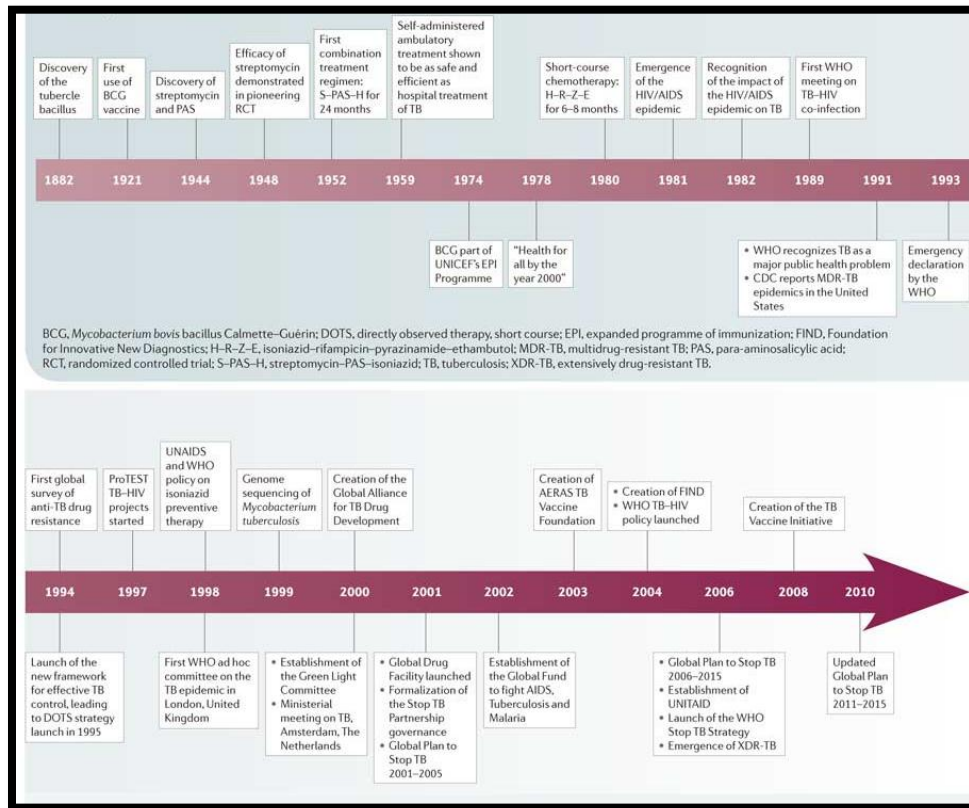 Discovery
of the
tubercle
bacillus
First
use of
BCG
vaccine
Discovery of
streptomycin
and PAS
Efficacy of
streptomycin
demonstrated
in pioneering
RCT
First
combination
treatment
regimen:
S–PAS–H for
24 months
Self-administered
ambulatory
treatment shown
to be as safe and
efficient as
hospital treatment
of TB
Short-course
chemotherapy:
H–R–Z–E
for 6–8 months
Emergence
of the
HIV/AIDS
epidemic
Recognition
of the impact of
the HIV/AIDS
epidemic on TB
First WHO
meeting on
TB–HIV
co-infection
1882 1921 1944 1948 1952 1959 1974 1978 1980 1981 1982 1989 1991 1993
BCG part of
UNICEF's EPI
Programme
"Health for
all by the
year 2000"
• WHO recognizes TB as a
major public health problem
• CDC reports MDR-TB
epidemics in the United
States
Emergency
declaration
by the
WHO
BCG, Mycobacterium bovis bacillus Calmette–Guérin; DOTS, directly observed therapy, short course; EPI, expanded programme of immunization; FIND, Foundation
for Innovative New Diagnostics; H–R–Z–E, isoniazid–rifampicin–pyrazinamide–ethambutol; MDR-TB, multidrug-resistant TB; PAS, para-aminosalicylic acid;
RCT, randomized controlled trial; S–PAS–H, streptomycin–PAS–isoniazid; TB, tuberculosis; XDR-TB, extensively drug-resistant TB.
First global
survey of
anti-TB drug
resistance
ProTEST
TB–HIV
projects
started
UNAIDS
and WHO
policy on
isoniazid
preventive
therapy
Genome
sequencing of
Mycobacterium
tuberculosis
Creation of the
Global Alliance
for TB Drug
Development
Creation of
AERAS TB
Vaccine
Foundation
• Creation of FIND
• WHO TB–HIV
policy launched
Creation of the TB
Vaccine Initiative
1994 1997 1998 1999 2000 2001 2002 2003 2004 2006 2008 2010
Launch of the
new framework
for effective TB
control, leading
to DOTS strategy
launch in 1995
First WHO ad hoc
committee on the
TB epidemic in
London, United
Kingdom
• Establishment of
the Green Light
Committee
• Ministerial
meeting on TB,
Amsterdam, The
Netherlands
• Global Drug
Facility launched
• Formalization of
the Stop TB
Partnership
governance
• Global Plan to
Stop TB
2001–2005
Establishment of
the Global Fund
to fight AIDS,
Tuberculosis and
Malaria
• Global Plan to Stop TB
2006–2015
• Establishment of
UNITAID
• Launch of the WHO
Stop TB Strategy
• Emergence of XDR-TB
Updated
Global Plan
to Stop TB
2011–2015